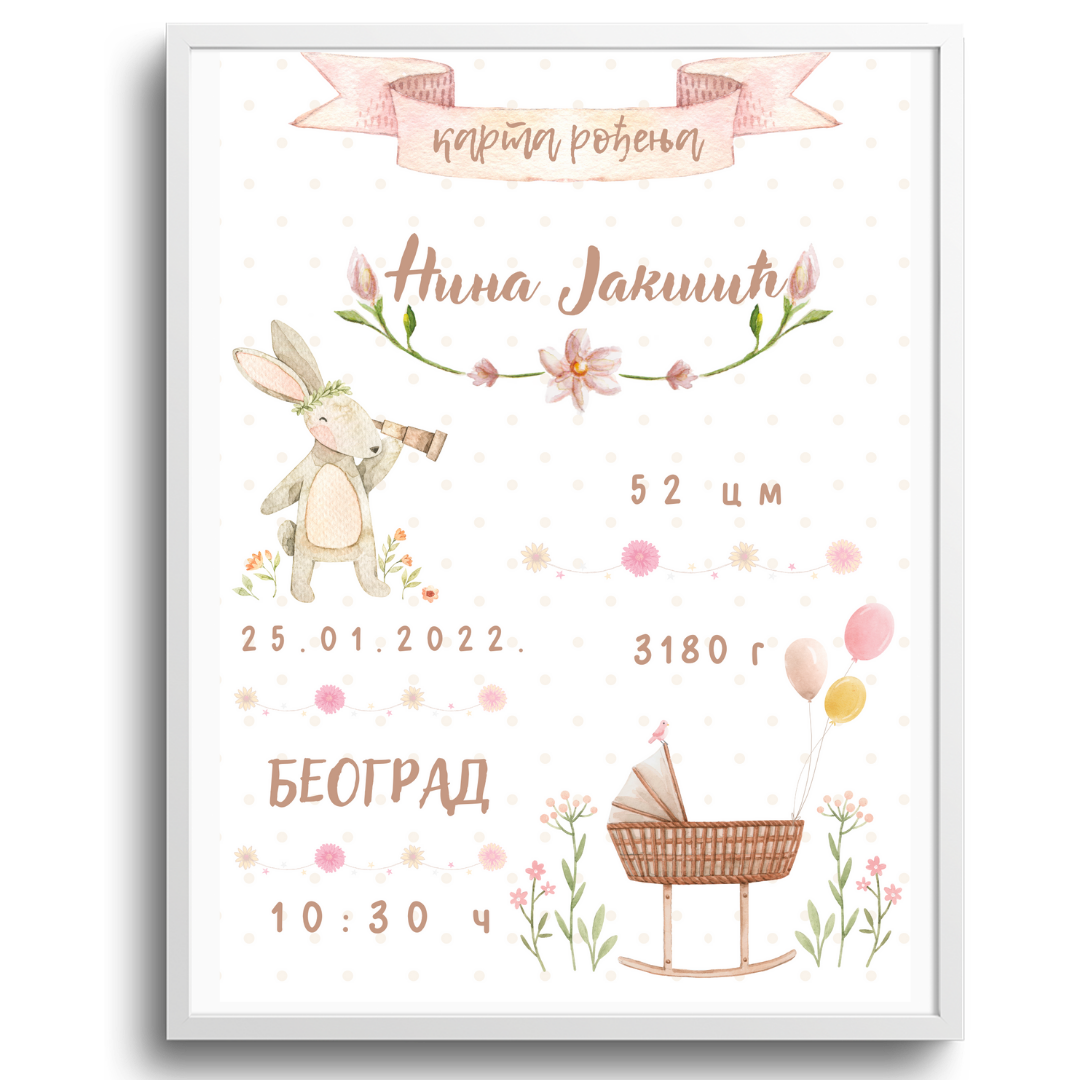 карта рођења
Нина Јакшић
52 цм
25.01.2022.
3180 г
БЕОГРАД
10:30 ч